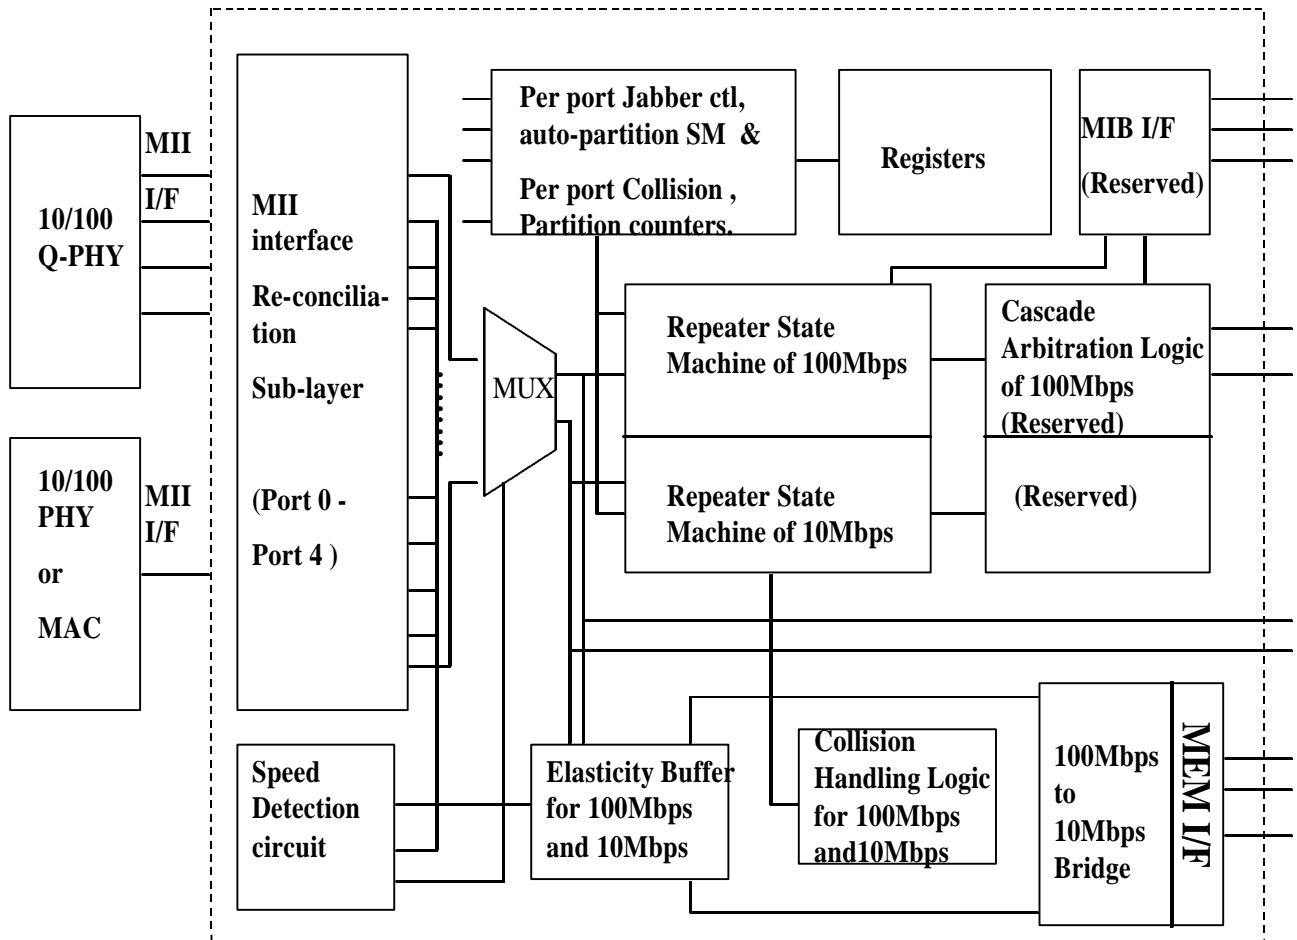 10/100
Q-PHY
MII
I/F
10/100
PHY
or
MAC
MII
I/F
MII
interface
Re-concilia-
tion
Sub-layer
(Port 0 -
Port 4 )
Speed
Detection
circuit
MUX
Per port Jabber ctl,
auto-partition SM &
Per port Collision ,
Partition counters.
Registers
MIB I/F
(Reserved)
Repeater State
Machine of 100Mbps
Repeater State
Machine of 10Mbps
Cascade
Arbitration Logic
of 100Mbps
(Reserved)
(Reserved)
Elasticity Buffer
for 100Mbps
and 10Mbps
Collision
Handling Logic
for 100Mbps
and10Mbps
100Mbps
to
10Mbps
Bridge
MEM I/F